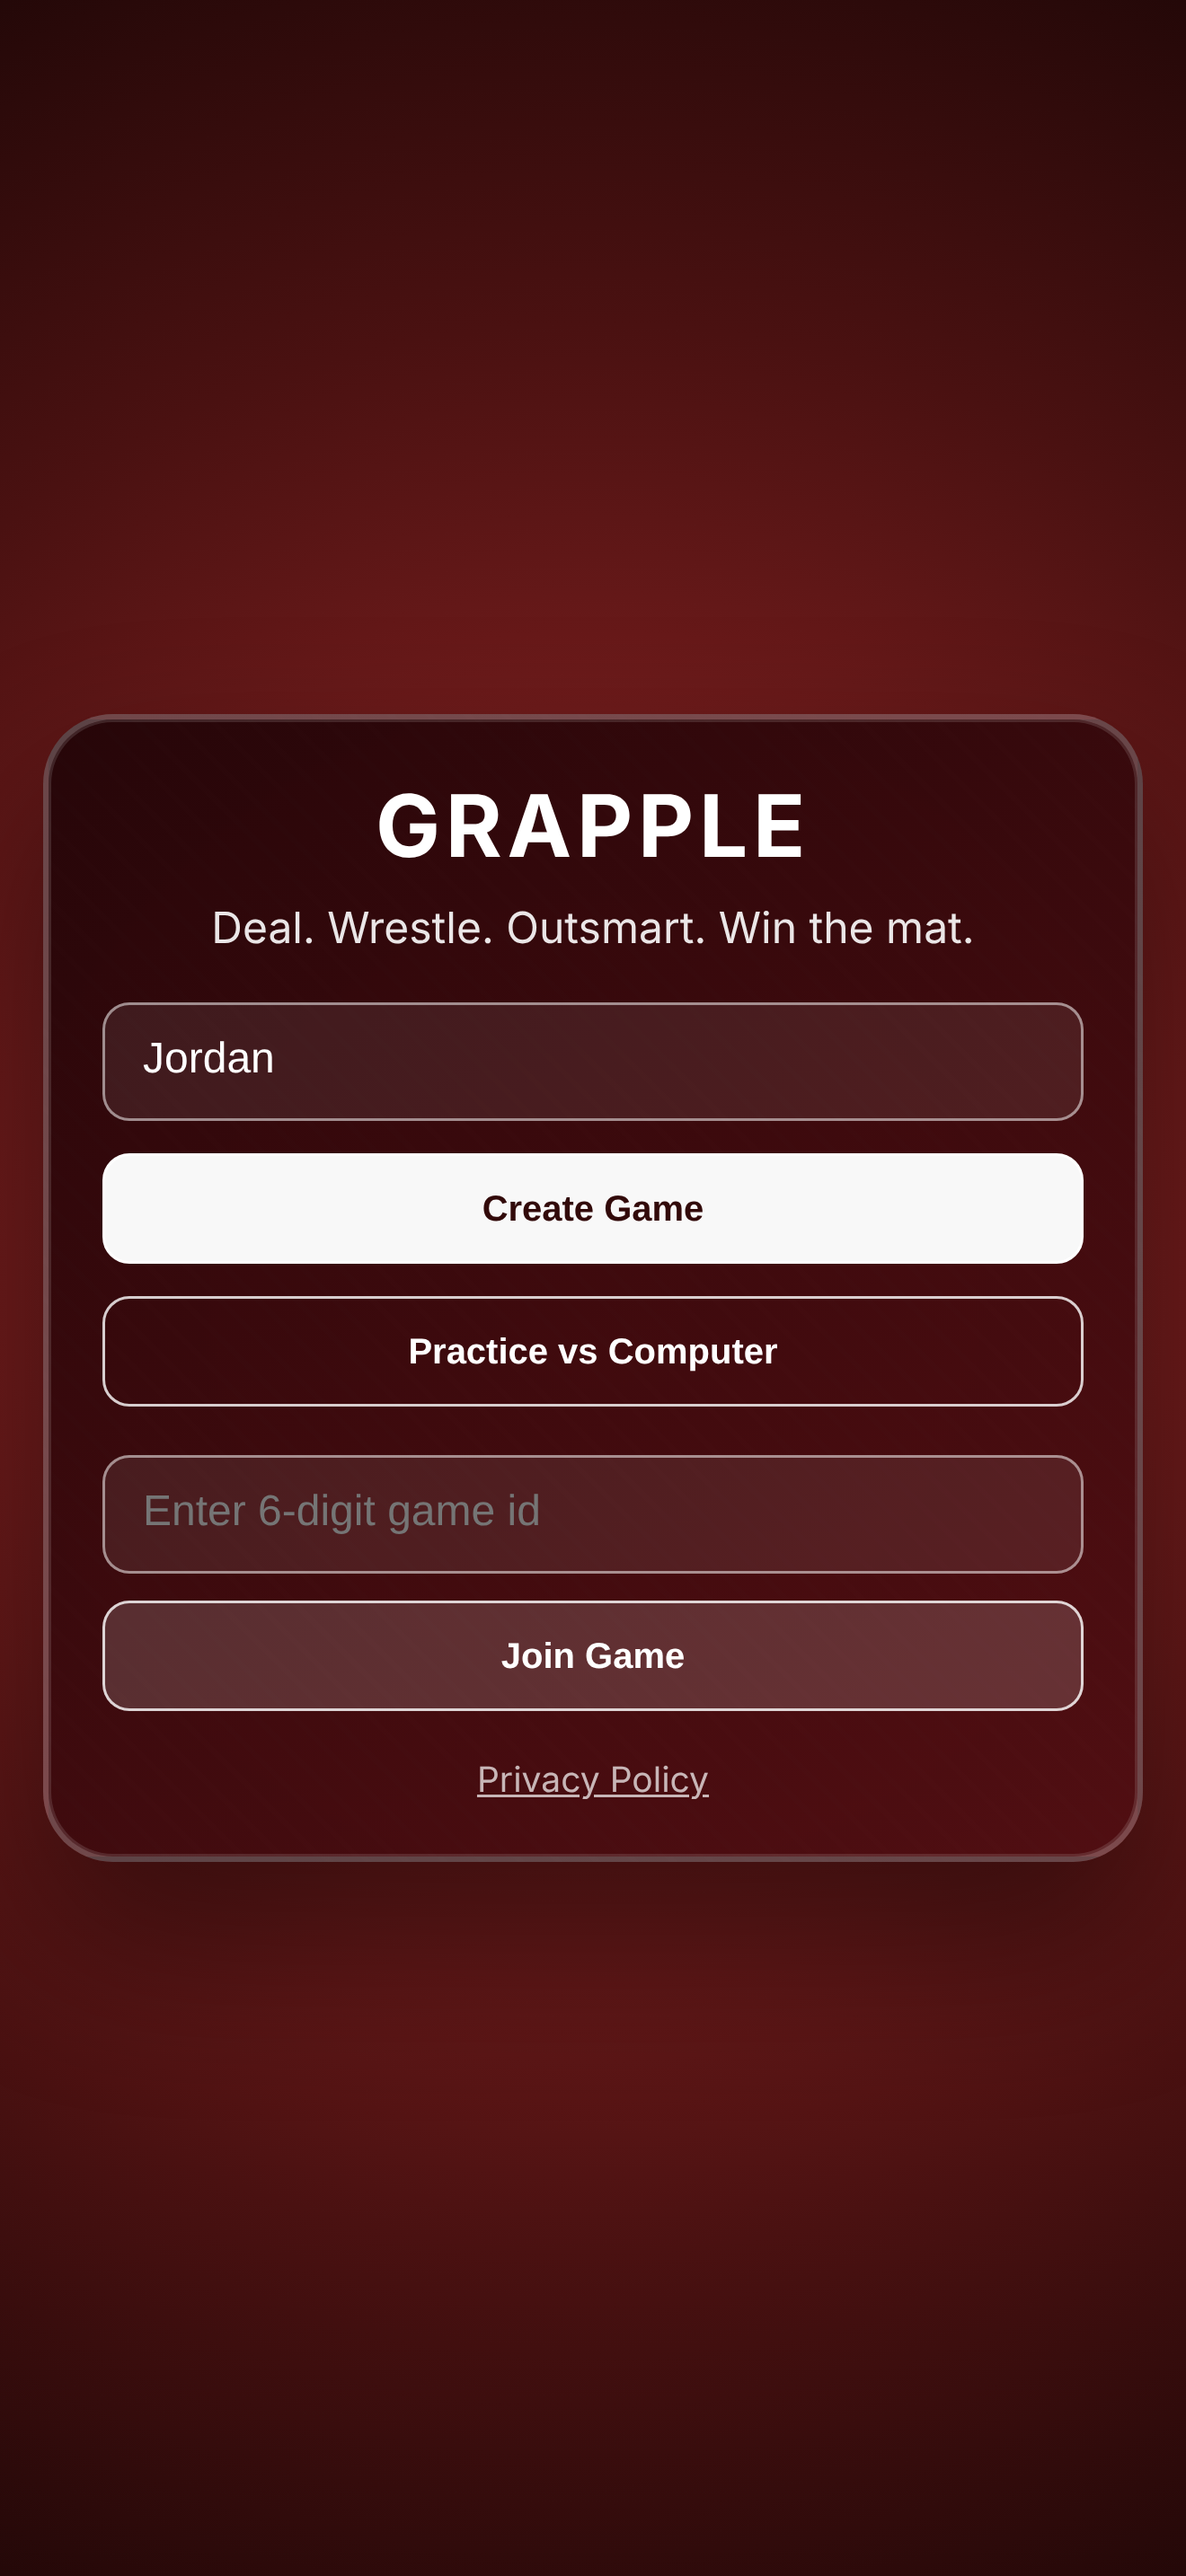 GRAPPLE
Deal. Wrestle. Outsmart. Win the mat.
Jordan
Create Game
Practice vs Computer
Enter 6-digit game id
Join Game
Privacy Policy